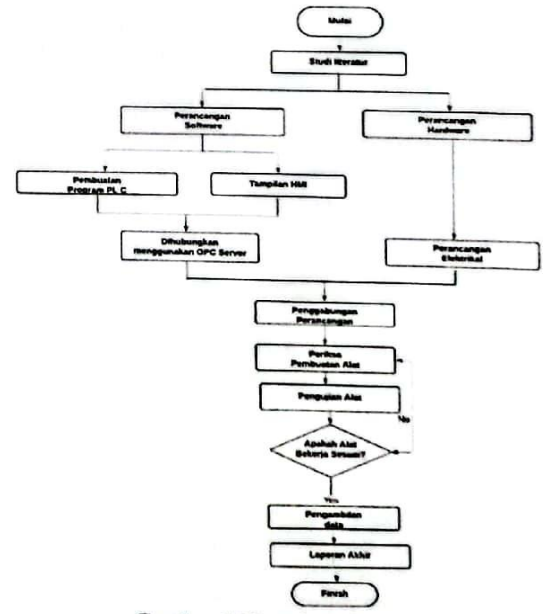 Mulai
Studi literatur
Perancangan
Software
Perancangan
Hardware
Pembuatan
Program PL C
Tampilan HMI
Dihubungkan
menggunakan OPC Server
Perancangan
Elektrikal
Penggabungan
Perancangan
Periksa
Pembuatan Alat
Pengujian Alat
No
Apakah Alat
Bekerja Sesuai?
Yes
Pengambilan
data
Laporan Akhir
Finish